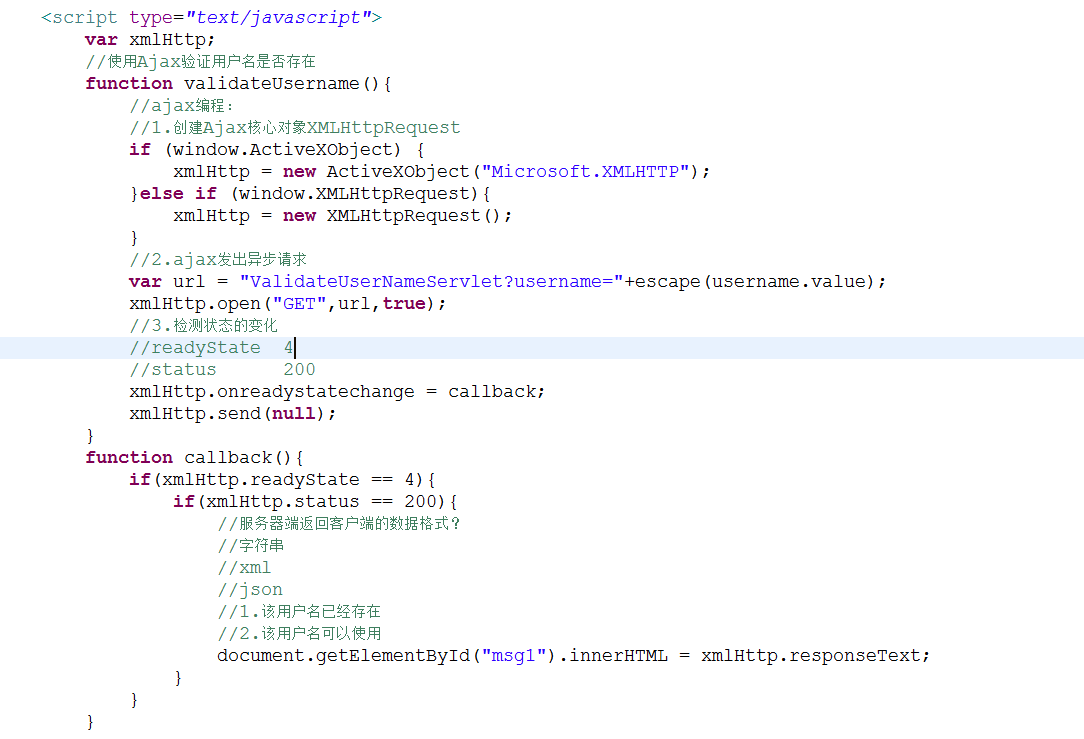 <script type="text/javascript">
var xmlHttp;
//使用Ajax验证用户名是否存在
function validateUsername(){
//ajax编程：
//1.创建Ajax核心对象XMLHttpRequest
if (window.ActiveXObject) {
xmlHttp = new ActiveXObject("Microsoft.XMLHTTP");
}else if (window.XMLHttpRequest){
xmlHttp = new XMLHttpRequest();
}
//2.ajax发出异步请求
var url = "ValidateUserNameServlet?username="+escape(username.value);
xmlHttp.open("GET",url,true);
//3.检测状态的变化
//readyState  4
//status      200
xmlHttp.onreadystatechange = callback;
xmlHttp.send(null);
}
function callback(){
if(xmlHttp.readyState == 4){
if(xmlHttp.status == 200){
//服务器端返回客户端的数据格式？
//字符串
//xml
//json
//1.该用户名已经存在
//2.该用户名可以使用
document.getElementById("msg1").innerHTML = xmlHttp.responseText;
}
}
}